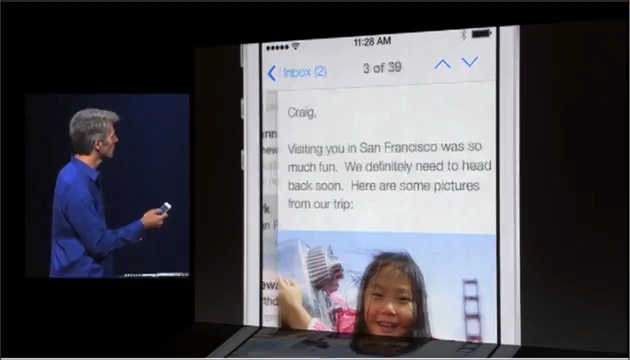 11:28 AM
Inbox (2)
3 of 39
Craig,
Visiting you in San Francisco was so
much fun. We definitely need to head
back soon. Here are some pictures
from our trip: